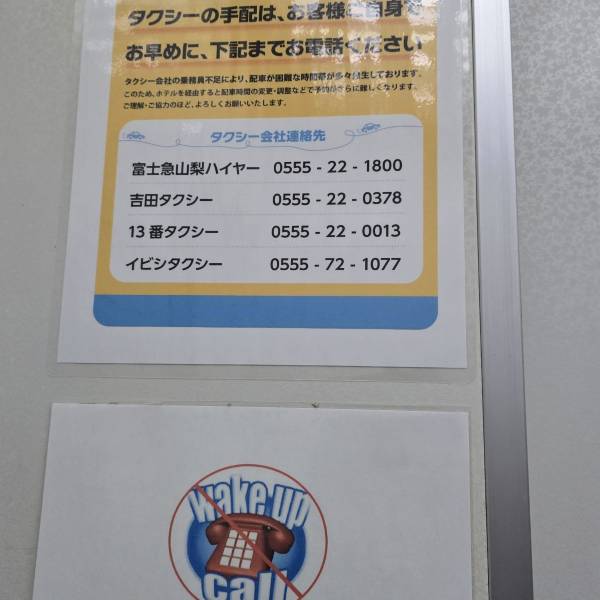 タクシーの手配は、お客様ご自身で
お早めに、下記までお電話ください
タクシー会社の乗務員不足により、配車が困難な時間帯が多々発生しております。
このため、ホテルを経由すると配車時間の変更・調整などで予約がさらに難しくなります。
ご理解・ご協力のほど、よろしくお願いいたします。
タクシー会社連絡先
富士急山梨ハイヤー 0555 - 22 - 1800
吉田タクシー 0555 - 22 - 0378
13番タクシー 0555 - 22 - 0013
イビシタクシー 0555 - 72 - 1077
wake up
call